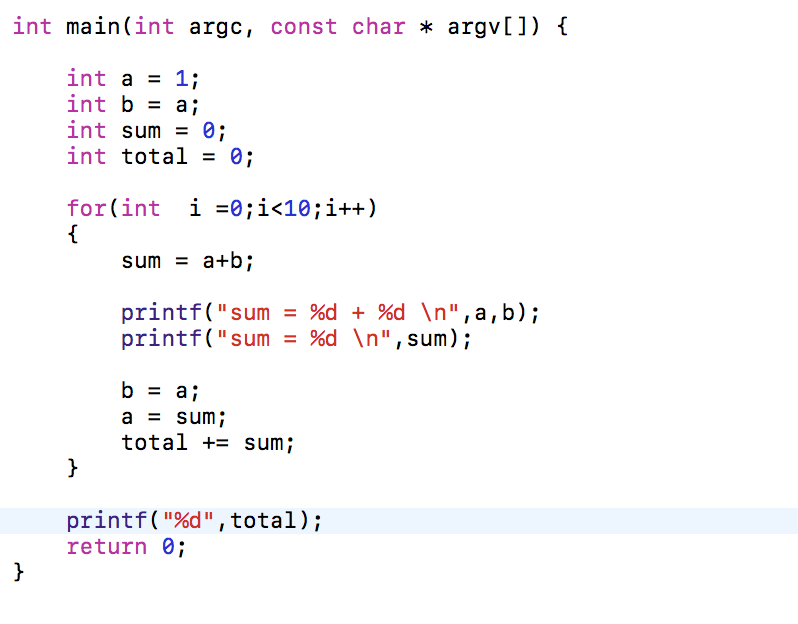 int main(int argc, const char * argv[]) {
int a = 1;
int b = a;
int sum = 0;
int total = 0;
for(int  i =0;i<10;i++)
{
sum = a+b;
printf("sum = %d + %d \n",a,b);
printf("sum = %d \n",sum);
b = a;
a = sum;
total += sum;
}
printf("%d",total);
return 0;
}